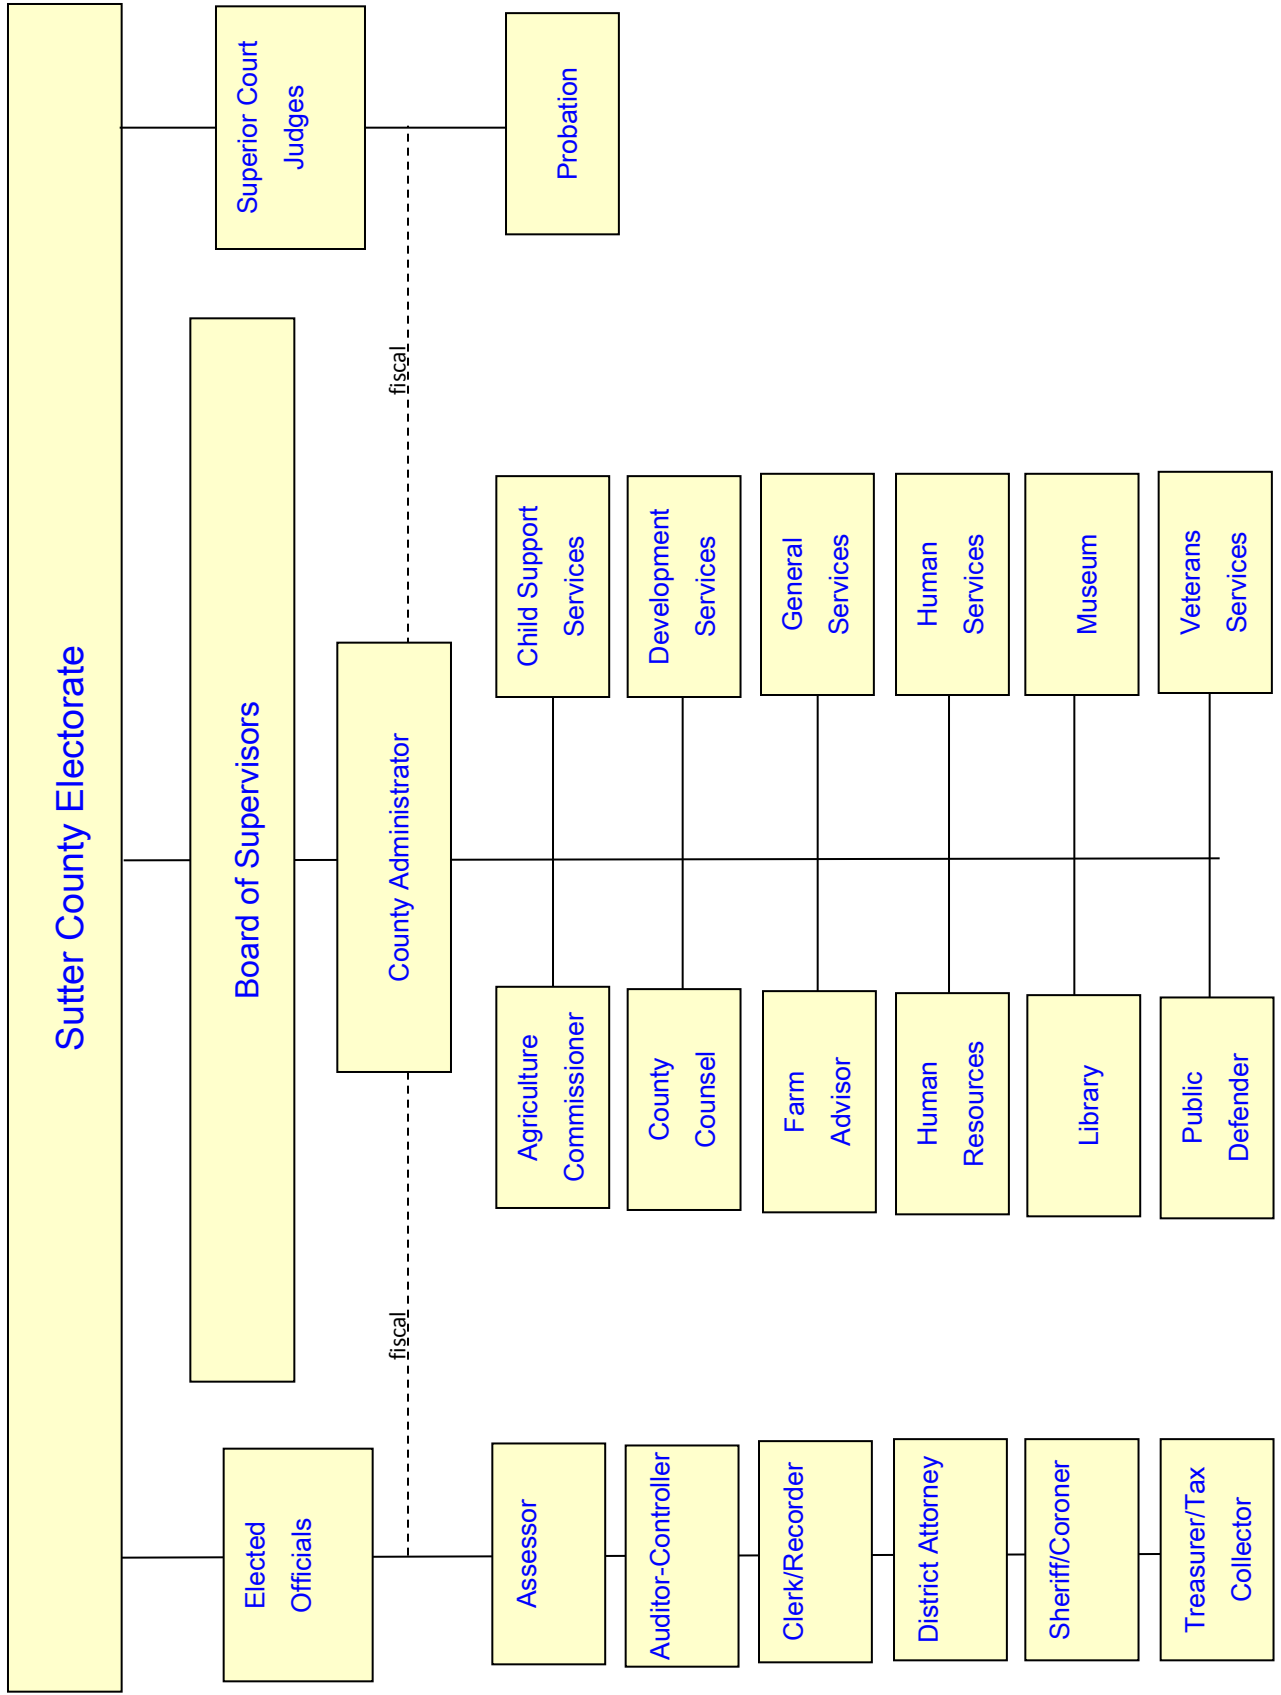 Sutter County Electorate
Elected
Officials
Board of Supervisors
Superior Court
Judges
County Administrator
fiscal
fiscal
Assessor
Agriculture
Commissioner
Child Support
Services
Probation
Auditor-Controller
County
Counsel
Development
Services
Clerk/Recorder
Farm
Advisor
General
Services
District Attorney
Human
Resources
Human
Services
Sheriff/Coroner
Library
Museum
Treasurer/Tax
Collector
Public
Defender
Veterans
Services